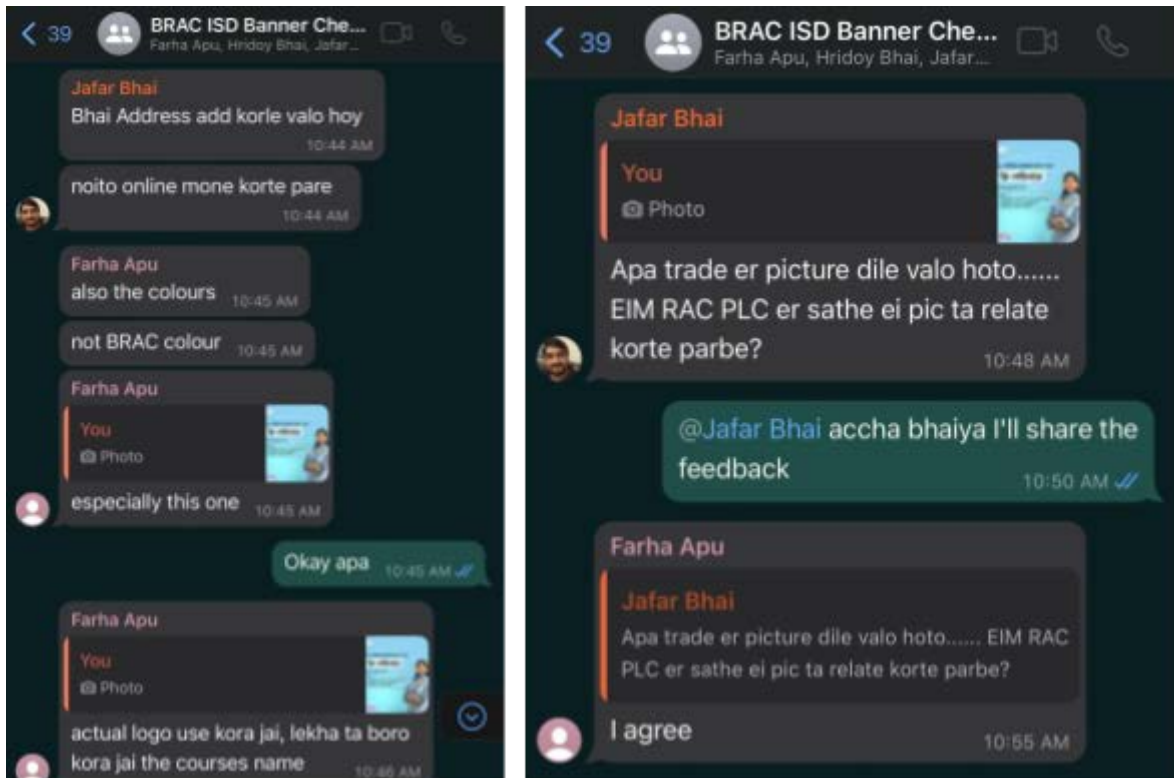 39
BRAC ISD Banner Che...
Farha Apu, Hridoy Bhai, Jafar...
Jafar Bhai
Bhai Address add korle valo hoy
10:44 AM
noito online mone korte pare
10:44 AM
Farha Apu
also the colours 10:45 AM
not BRAC colour 10:45 AM
Farha Apu
You
Photo
especially this one 10:45 AM
Okay apa 10:45 AM
Farha Apu
You
Photo
actual logo use kora jai, lekha ta boro
kora jai the courses name 10:46 AM
39
BRAC ISD Banner Che...
Farha Apu, Hridoy Bhai, Jafar...
Jafar Bhai
You
Photo
Apa trade er picture dile valo hoto......
EIM RAC PLC er sathe ei pic ta relate
korte parbe?
10:48 AM
@Jafar Bhai accha bhaiya I'll share the
feedback
10:50 AM
Farha Apu
Jafar Bhai
Apa trade er picture dile valo hoto...... EIM RAC
PLC er sathe ei pic ta relate korte parbe?
I agree
10:55 AM